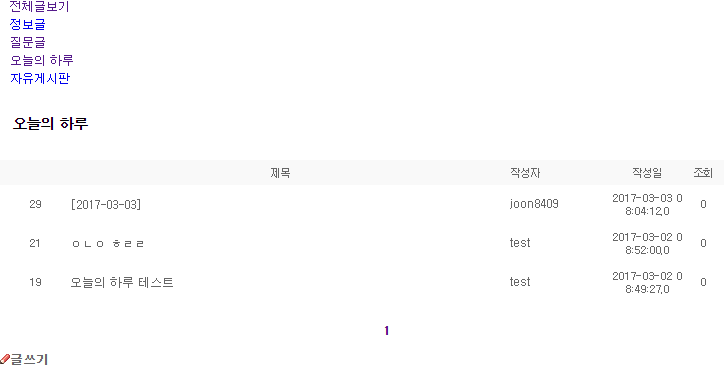 전체글보기
정보글
질문글
오늘의 하루
자유게시판
오늘의 하루
제목 작성자 작성일 조회
29 [2017-03-03] joon8409 2017-03-03 0 0
8:04:12.0
21 ㅇㄴㅇ ㅎㄹㄹ test 2017-03-02 0 0
8:52:00.0
19 오늘의 하루 테스트 test 2017-03-02 0 0
8:49:27.0
1
글쓰기